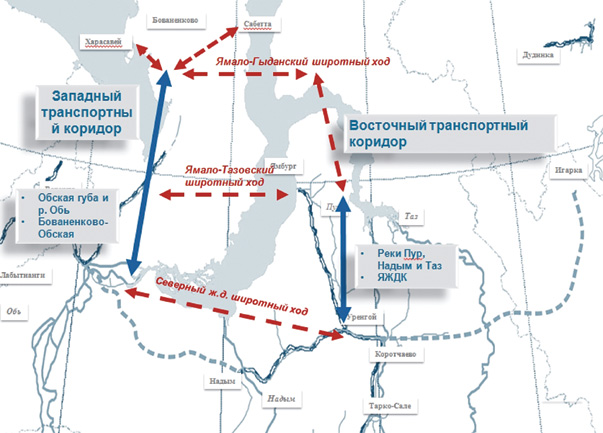 Бованенково
Сабетта
Харасавей
Дудинка
Ямало-Гыданский широтный ход
Западный
транспортны
й коридор
Восточный транспортный
коридор
Ямбург
Игарка
Ямало-Тазовский
широтный ход
• Обская губа и
р. Обь
• Бованенково-
Обская
Пу
Таз
• Реки Пур,
Надым и Таз
• ЯЖДК
Лабытнанги
Северный ж.д. широтный ход
Обь
Уренгой
Коротчаево
Надым
Надым
Тарко-Сале